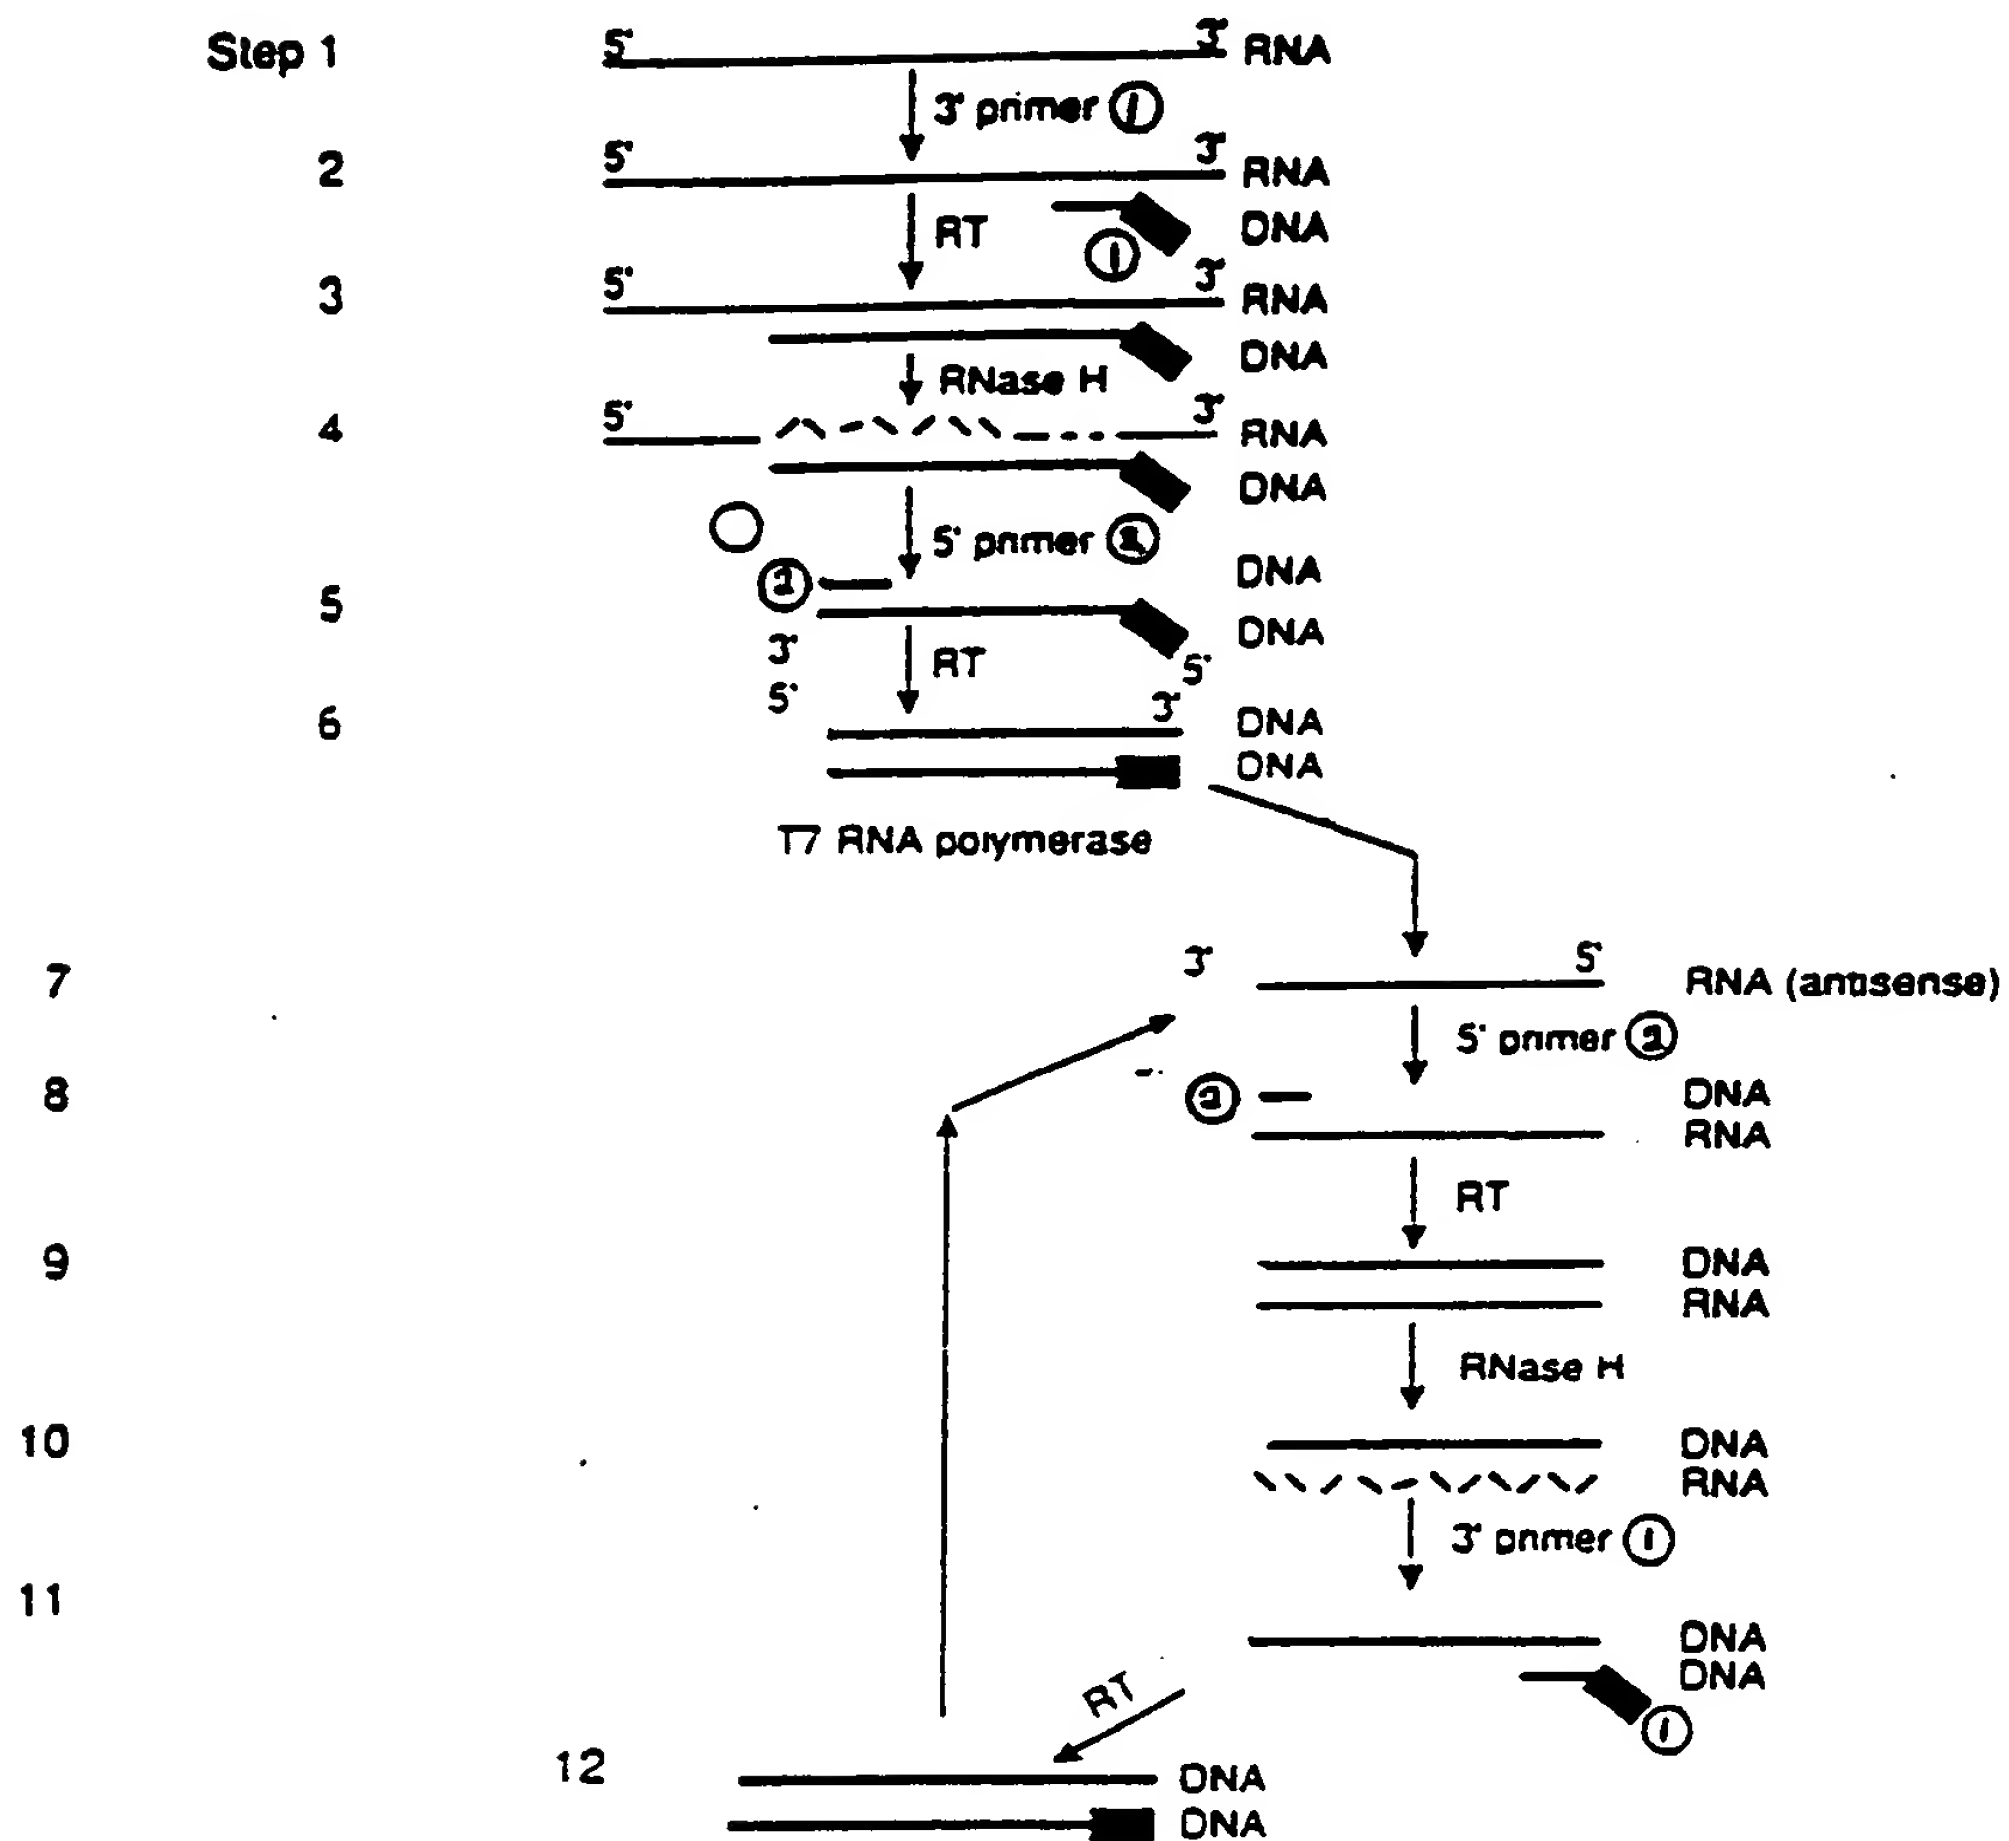 Step 1 5' 3' RNA
3' primer 1
2 5' 3' RNA
RT DNA
1
3 5' 3' RNA
DNA
RNase H
4 5' 3' RNA
DNA
5' primer 2
DNA
2
5 DNA
3' RT 5'
5' 3'
6 DNA
DNA
T7 RNA polymerase
7 3' 5' RNA (antisense)
5' primer 2
8 2 DNA
RNA
RT
9 DNA
RNA
RNase H
10 DNA
RNA
3' primer 1
11
DNA
DNA
RT
1
12 DNA
DNA